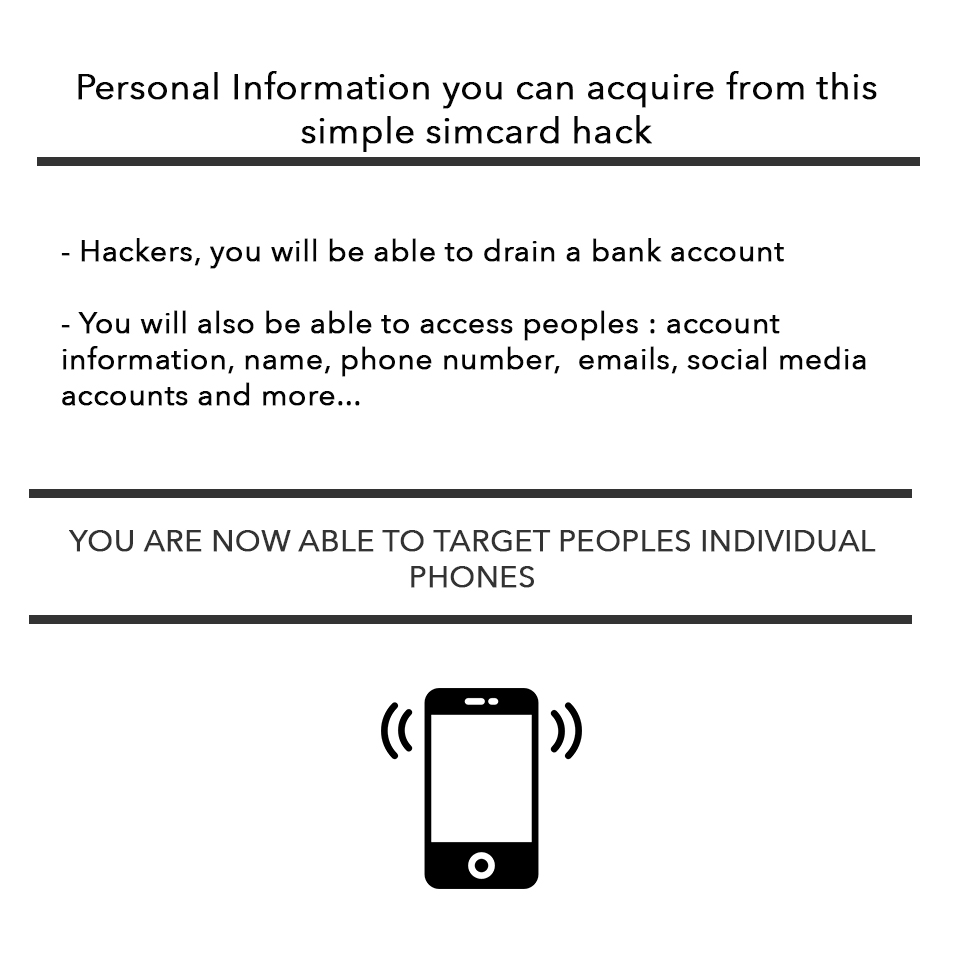 Personal Information you can acquire from this
simple simcard hack
- Hackers, you will be able to drain a bank account
- You will also be able to access peoples : account
information, name, phone number,  emails, social media
accounts and more...
YOU ARE NOW ABLE TO TARGET PEOPLES INDIVIDUAL
PHONES